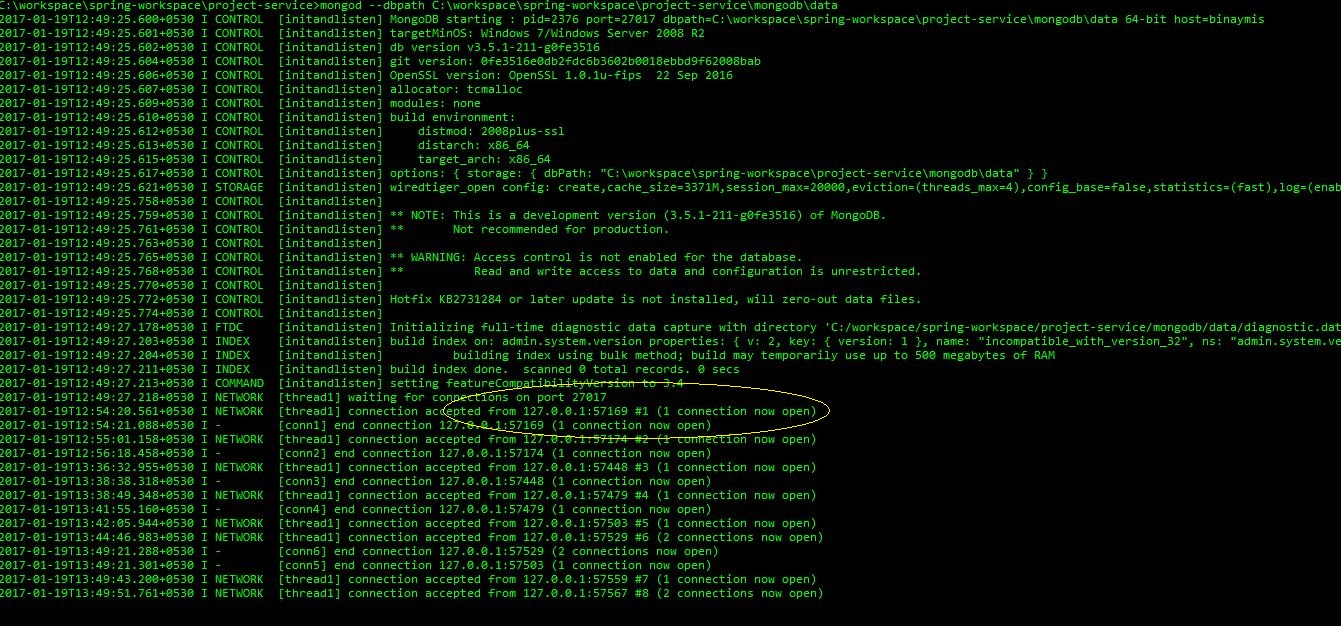 C:\workspace\spring-workspace\project-service>mongod --dbpath C:\workspace\spring-workspace\project-service\mongodb\data
2017-01-19T12:49:25.600+0530 I CONTROL  [initandlisten] MongoDB starting : pid=2376 port=27017 dbpath=C:\workspace\spring-workspace\project-service\mongodb\data 64-bit host=binaymis
2017-01-19T12:49:25.601+0530 I CONTROL  [initandlisten] targetMinOS: Windows 7/Windows Server 2008 R2
2017-01-19T12:49:25.602+0530 I CONTROL  [initandlisten] db version v3.5.1-211-g0fe3516
2017-01-19T12:49:25.604+0530 I CONTROL  [initandlisten] git version: 0fe3516e0db2fdc6b3602b0018ebbd9f62008bab
2017-01-19T12:49:25.606+0530 I CONTROL  [initandlisten] OpenSSL version: OpenSSL 1.0.1u-fips  22 Sep 2016
2017-01-19T12:49:25.607+0530 I CONTROL  [initandlisten] allocator: tcmalloc
2017-01-19T12:49:25.609+0530 I CONTROL  [initandlisten] modules: none
2017-01-19T12:49:25.610+0530 I CONTROL  [initandlisten] build environment:
2017-01-19T12:49:25.612+0530 I CONTROL  [initandlisten]     distmod: 2008plus-ssl
2017-01-19T12:49:25.613+0530 I CONTROL  [initandlisten]     distarch: x86_64
2017-01-19T12:49:25.615+0530 I CONTROL  [initandlisten]     target_arch: x86_64
2017-01-19T12:49:25.617+0530 I CONTROL  [initandlisten] options: { storage: { dbPath: "C:\workspace\spring-workspace\project-service\mongodb\data" } }
2017-01-19T12:49:25.621+0530 I STORAGE  [initandlisten] wiredtiger_open config: create,cache_size=3371M,session_max=20000,eviction=(threads_max=4),config_base=false,statistics=(fast),log=(enab
2017-01-19T12:49:25.758+0530 I CONTROL  [initandlisten]
2017-01-19T12:49:25.759+0530 I CONTROL  [initandlisten] ** NOTE: This is a development version (3.5.1-211-g0fe3516) of MongoDB.
2017-01-19T12:49:25.761+0530 I CONTROL  [initandlisten] **       Not recommended for production.
2017-01-19T12:49:25.763+0530 I CONTROL  [initandlisten]
2017-01-19T12:49:25.765+0530 I CONTROL  [initandlisten] ** WARNING: Access control is not enabled for the database.
2017-01-19T12:49:25.768+0530 I CONTROL  [initandlisten] **          Read and write access to data and configuration is unrestricted.
2017-01-19T12:49:25.770+0530 I CONTROL  [initandlisten]
2017-01-19T12:49:25.772+0530 I CONTROL  [initandlisten] Hotfix KB2731284 or later update is not installed, will zero-out data files.
2017-01-19T12:49:25.774+0530 I CONTROL  [initandlisten]
2017-01-19T12:49:27.178+0530 I FTDC     [initandlisten] Initializing full-time diagnostic data capture with directory 'C:/workspace/spring-workspace/project-service/mongodb/data/diagnostic.dat
2017-01-19T12:49:27.203+0530 I INDEX    [initandlisten] build index on: admin.system.version properties: { v: 2, key: { version: 1 }, name: "incompatible_with_version_32", ns: "admin.system.ve
2017-01-19T12:49:27.204+0530 I INDEX    [initandlisten]          building index using bulk method; build may temporarily use up to 500 megabytes of RAM
2017-01-19T12:49:27.211+0530 I INDEX    [initandlisten] build index done.  scanned 0 total records. 0 secs
2017-01-19T12:49:27.213+0530 I COMMAND  [initandlisten] setting featureCompatibilityVersion to 3.4
2017-01-19T12:49:27.218+0530 I NETWORK  [thread1] waiting for connections on port 27017
2017-01-19T12:54:20.561+0530 I NETWORK  [thread1] connection accepted from 127.0.0.1:57169 #1 (1 connection now open)
2017-01-19T12:54:21.088+0530 I -        [conn1] end connection 127.0.0.1:57169 (1 connection now open)
2017-01-19T12:55:01.158+0530 I NETWORK  [thread1] connection accepted from 127.0.0.1:57174 #2 (1 connection now open)
2017-01-19T12:56:18.458+0530 I -        [conn2] end connection 127.0.0.1:57174 (1 connection now open)
2017-01-19T13:36:32.955+0530 I NETWORK  [thread1] connection accepted from 127.0.0.1:57448 #3 (1 connection now open)
2017-01-19T13:38:38.318+0530 I -        [conn3] end connection 127.0.0.1:57448 (1 connection now open)
2017-01-19T13:38:49.348+0530 I NETWORK  [thread1] connection accepted from 127.0.0.1:57479 #4 (1 connection now open)
2017-01-19T13:41:55.160+0530 I -        [conn4] end connection 127.0.0.1:57479 (1 connection now open)
2017-01-19T13:42:05.944+0530 I NETWORK  [thread1] connection accepted from 127.0.0.1:57503 #5 (1 connection now open)
2017-01-19T13:44:46.983+0530 I NETWORK  [thread1] connection accepted from 127.0.0.1:57529 #6 (2 connections now open)
2017-01-19T13:49:21.288+0530 I -        [conn6] end connection 127.0.0.1:57529 (2 connections now open)
2017-01-19T13:49:21.301+0530 I -        [conn5] end connection 127.0.0.1:57503 (1 connection now open)
2017-01-19T13:49:43.200+0530 I NETWORK  [thread1] connection accepted from 127.0.0.1:57559 #7 (1 connection now open)
2017-01-19T13:49:51.761+0530 I NETWORK  [thread1] connection accepted from 127.0.0.1:57567 #8 (2 connections now open)